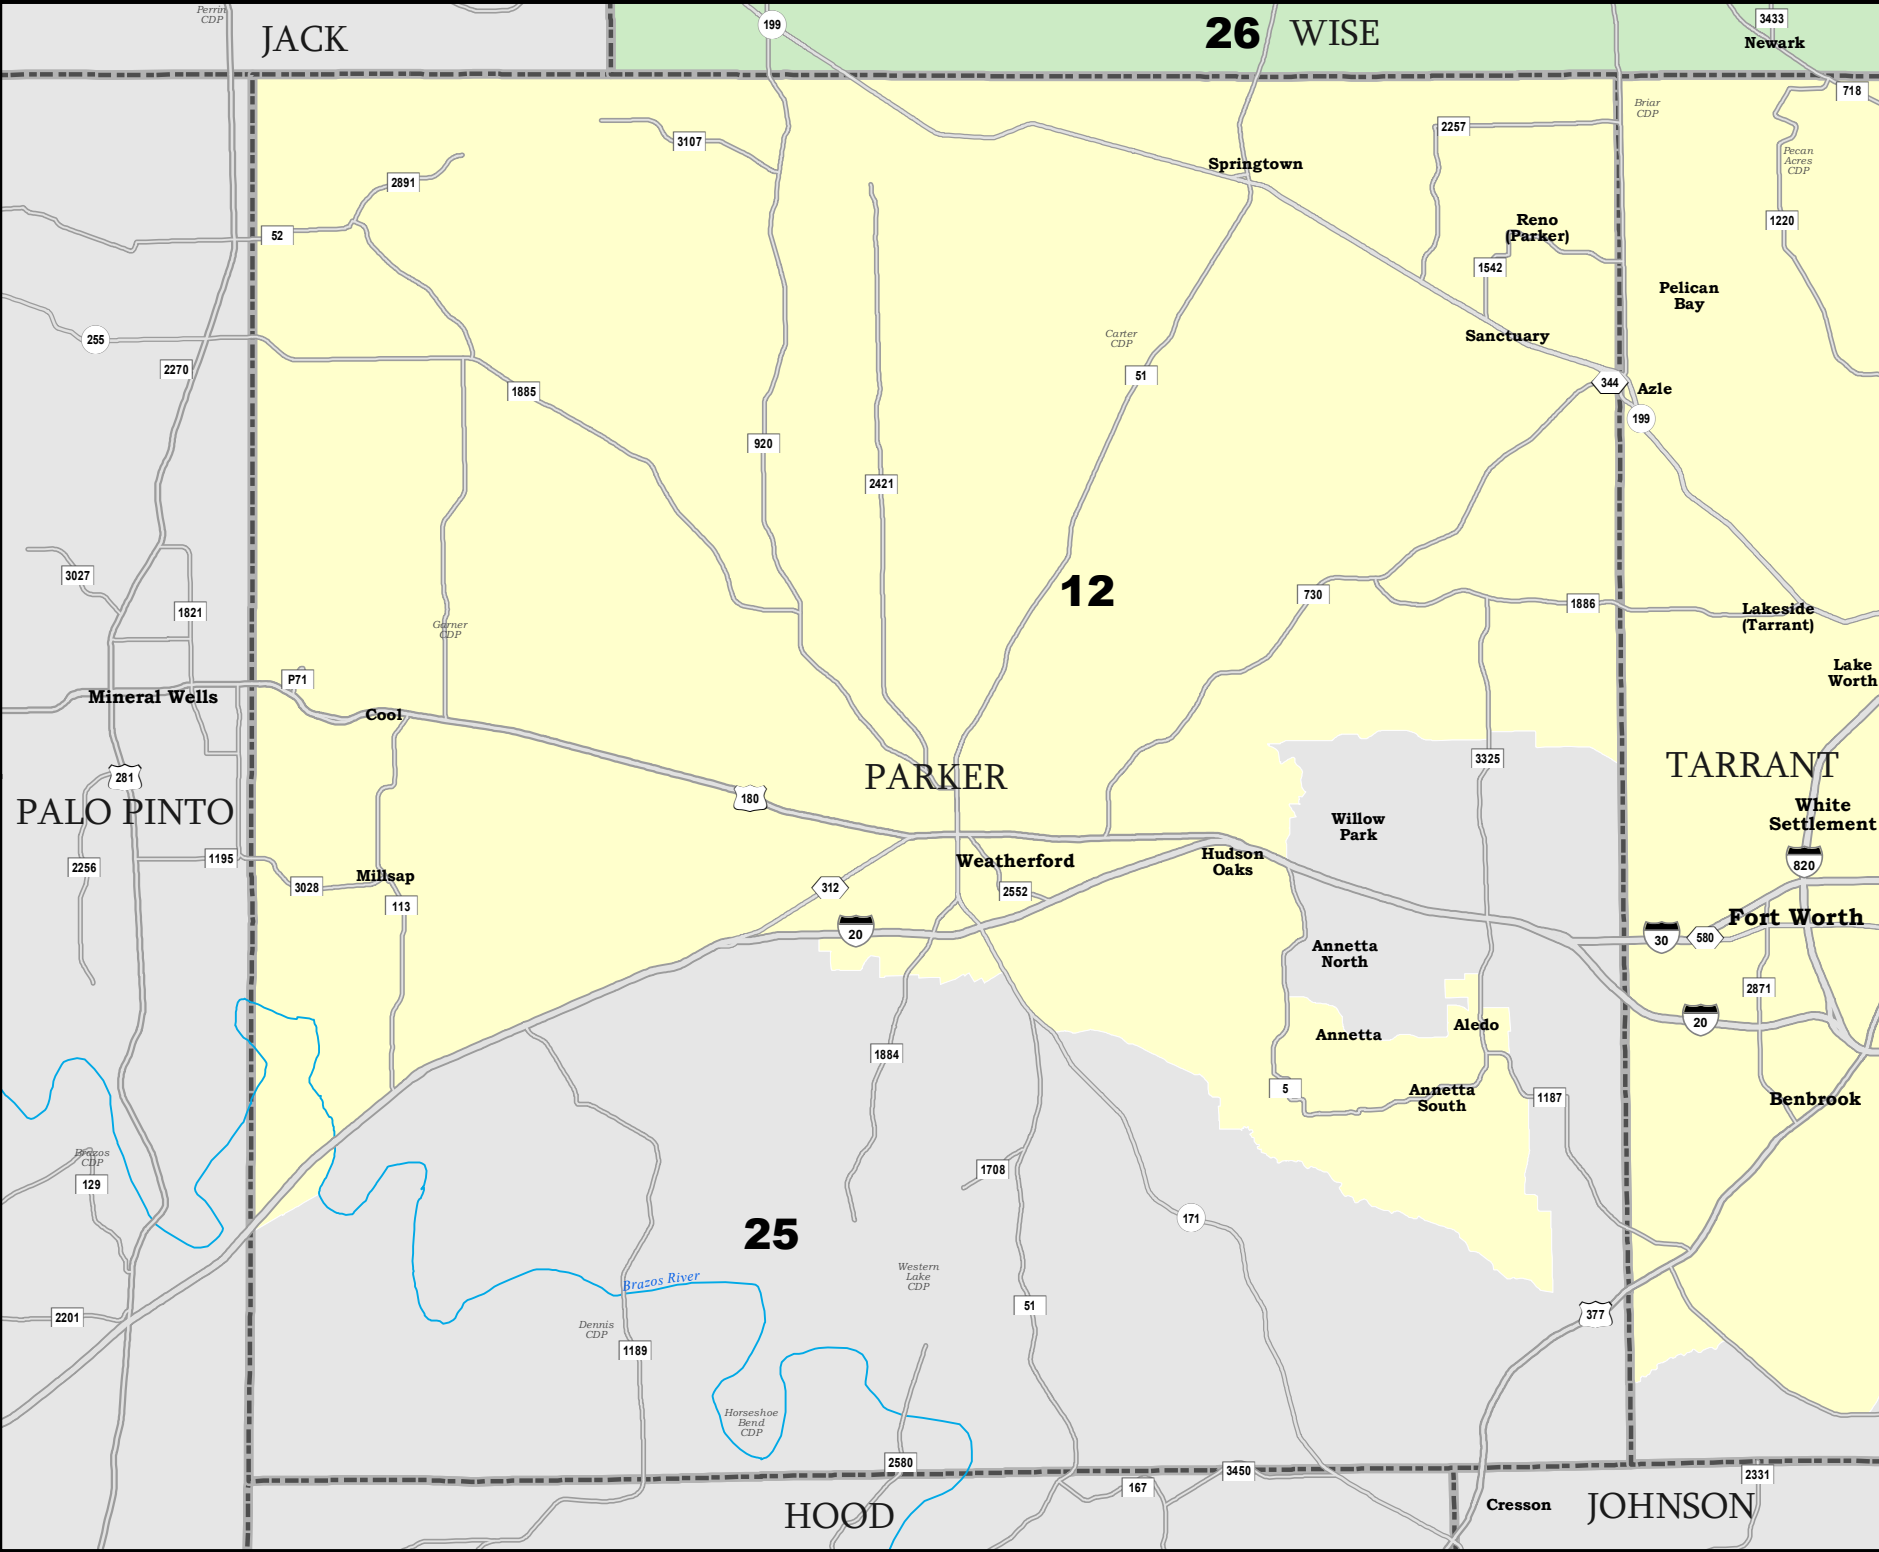 Perrin
CDP
JACK
199
26 WISE
3433
Newark
718
Briar
CDP
3107
2257
Pecan
Acres
CDP
Springtown
2891
52
Reno
(Parker)
1220
1542
Pelican
Bay
255
Carter
CDP
Sanctuary
2270
51
344
Azle
1885
199
920
2421
3027
12
730
1886
1821
Lakeside
(Tarrant)
Garner
CDP
Lake
Worth
P71
Mineral Wells
Cool
3325
281
PARKER
TARRANT
180
PALO PINTO
White
Settlement
Willow
Park
2256
1195
Weatherford
Hudson
Oaks
820
3028
Millsap
312
2552
113
Fort Worth
20
30
580
Annetta
North
2871
20
Annetta
Aledo
1884
5
Annetta
South
1187
Benbrook
Brazos
CDP
129
1708
171
25
Western
Lake
CDP
Brazos River
51
2201
377
Dennis
CDP
1189
Horseshoe
Bend
CDP
2580
3450
2331
167
HOOD
Cresson
JOHNSON